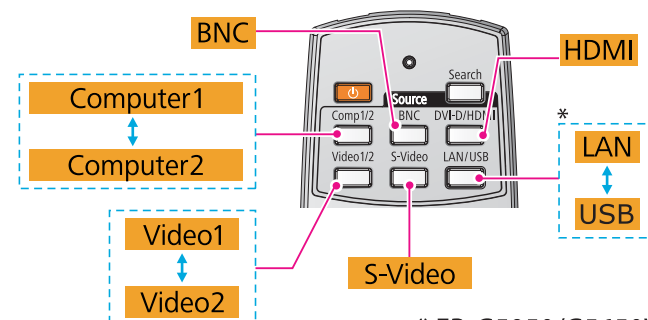 BNC
HDMI
Search
Source
Comp1/2 BNC DVI-D/HDMI
Computer1
Computer2
*
LAN
USB
Video1/2 S-Video LAN/USB
Video1
Video2
S-Video